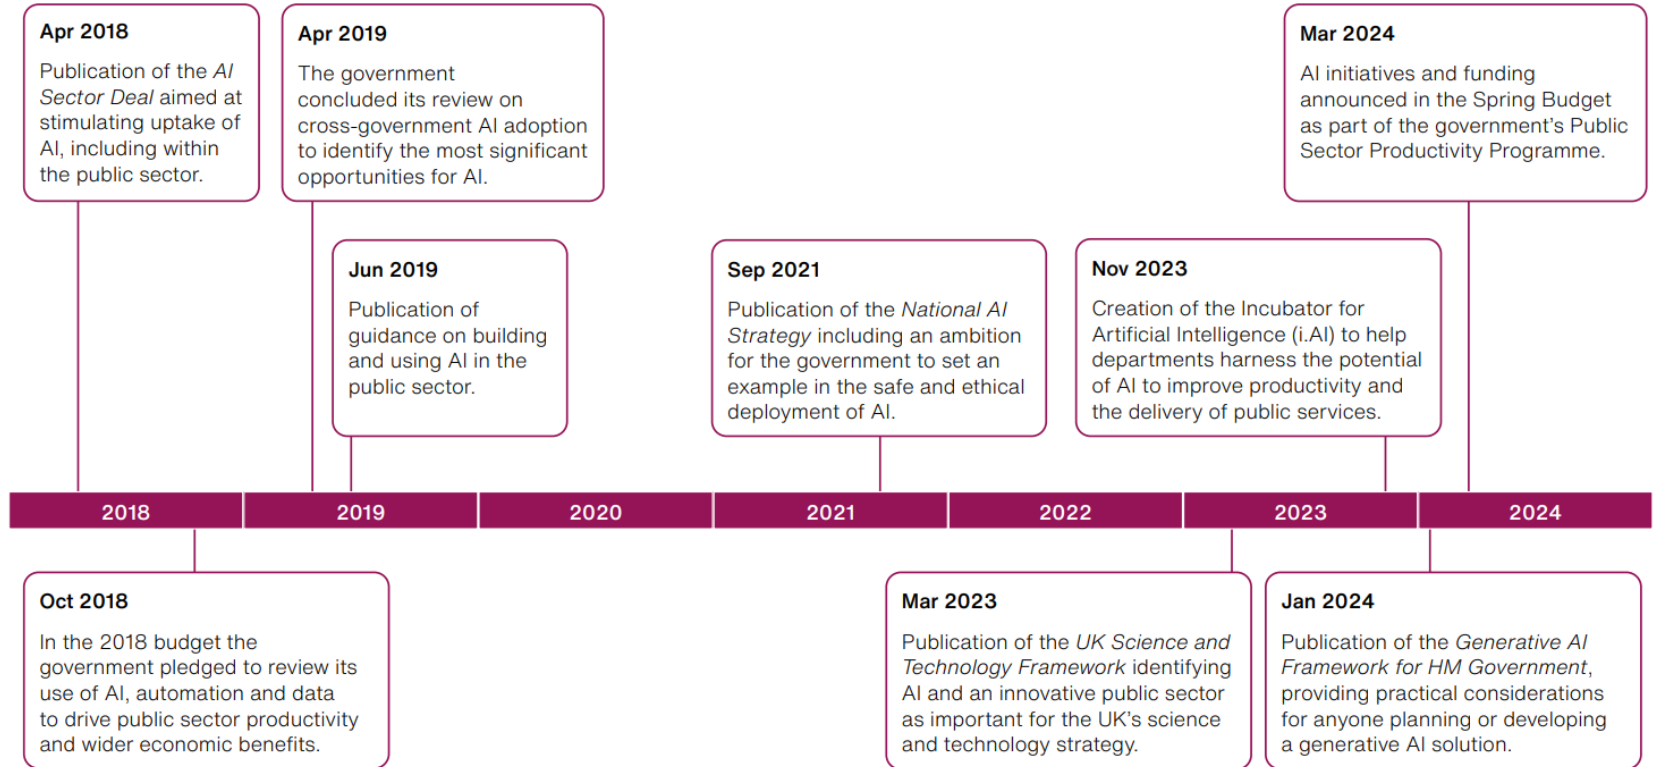 Apr 2018
Publication of the AI
Sector Deal aimed at
stimulating uptake of
AI, including within
the public sector.
Apr 2019
The government
concluded its review on
cross-government AI adoption
to identify the most significant
opportunities for AI.
Mar 2024
AI initiatives and funding
announced in the Spring Budget
as part of the government’s Public
Sector Productivity Programme.
Jun 2019
Publication of
guidance on building
and using AI in the
public sector.
Sep 2021
Publication of the National AI
Strategy including an ambition
for the government to set an
example in the safe and ethical
deployment of AI.
Nov 2023
Creation of the Incubator for
Artificial Intelligence (i.AI) to help
departments harness the potential
of AI to improve productivity and
the delivery of public services.
2018
2019
2020
2021
2022
2023
2024
Oct 2018
In the 2018 budget the
government pledged to review its
use of AI, automation and data
to drive public sector productivity
and wider economic benefits.
Mar 2023
Publication of the UK Science and
Technology Framework identifying
AI and an innovative public sector
as important for the UK’s science
and technology strategy.
Jan 2024
Publication of the Generative AI
Framework for HM Government,
providing practical considerations
for anyone planning or developing
a generative AI solution.